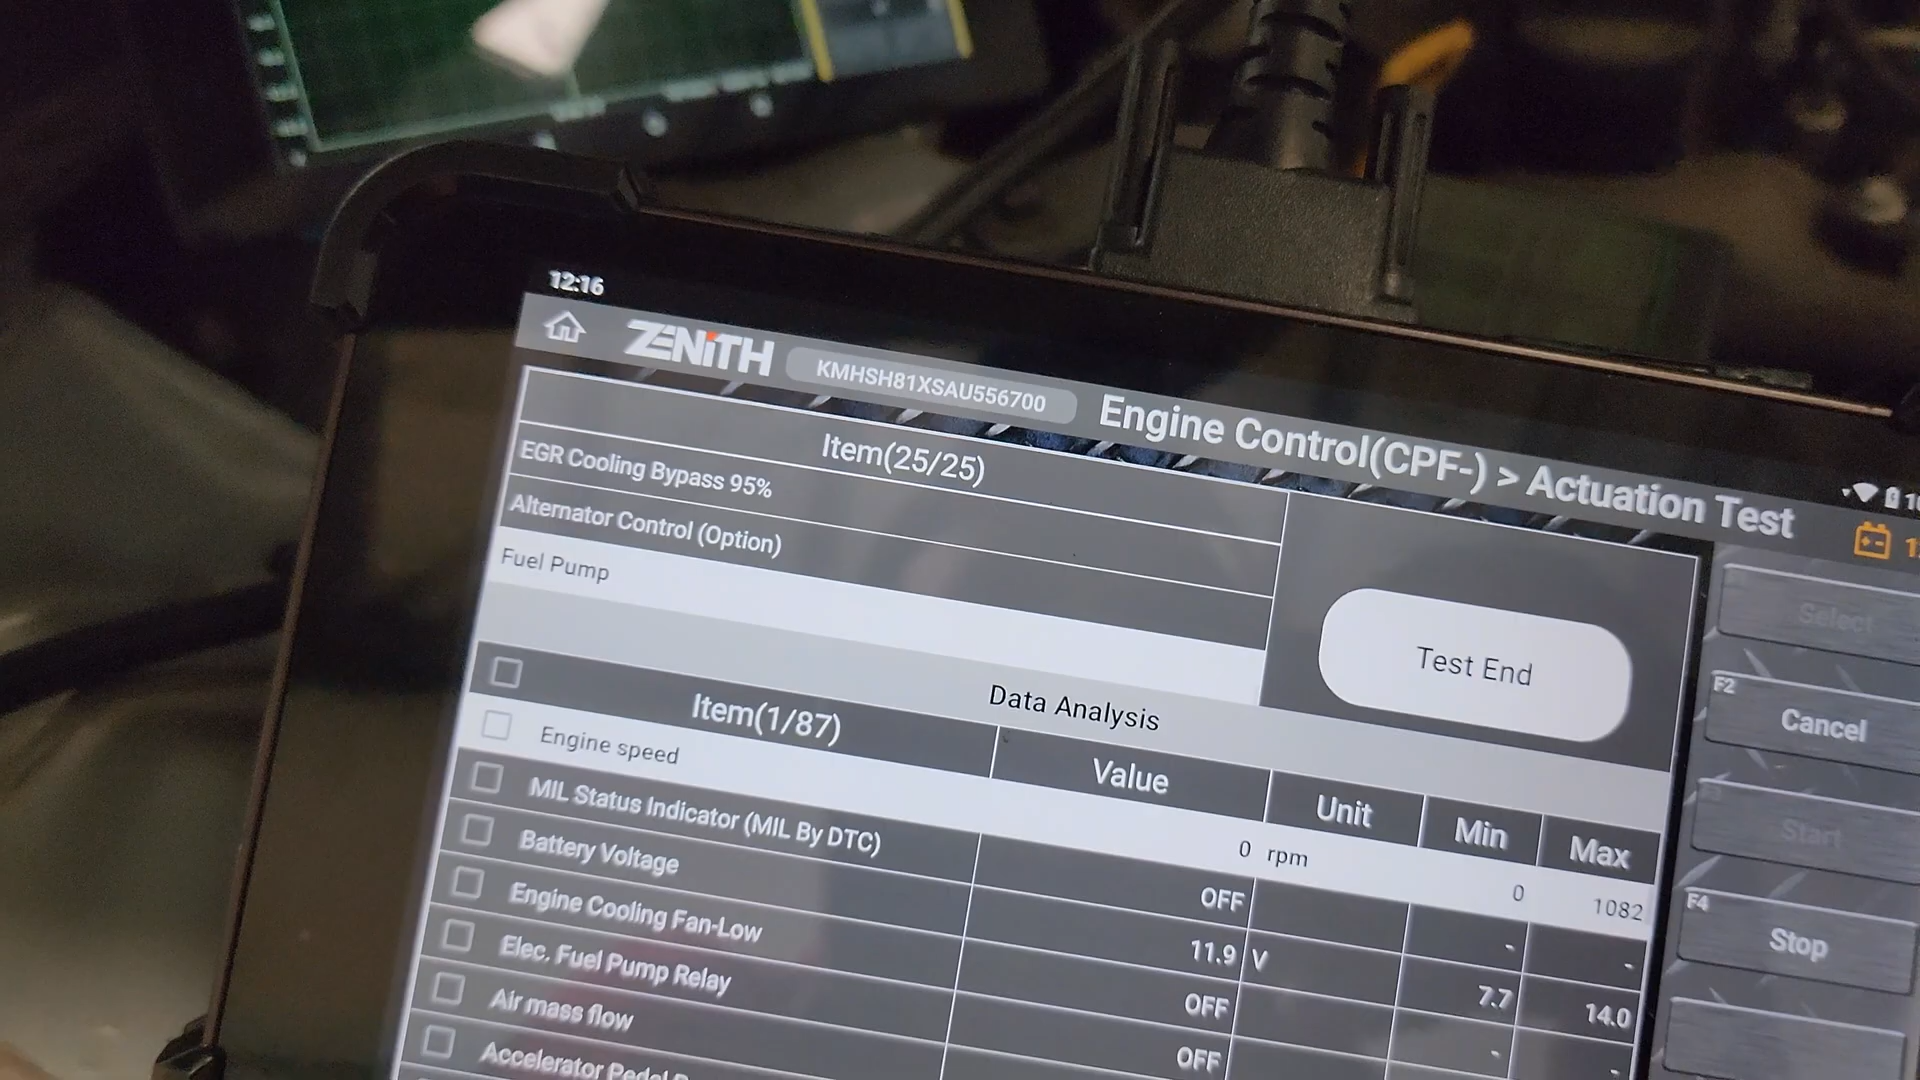 12:16
ZENiTH
KMHSH81XSAU556700
Engine Control(CPF-) > Actuation Test
Item(25/25)
EGR Cooling Bypass 95%
Alternator Control (Option)
Fuel Pump
Test End
Data Analysis
Item(1/87) Value Unit Min Max
Engine speed 0 rpm 0 1082
MIL Status Indicator (MIL By DTC) OFF - -
Battery Voltage 11.9 V 7.7 14.0
Engine Cooling Fan-Low OFF - -
Elec. Fuel Pump Relay OFF
Air mass flow
Accelerator Pedal
Select
F2
Cancel
Start
F4
Stop